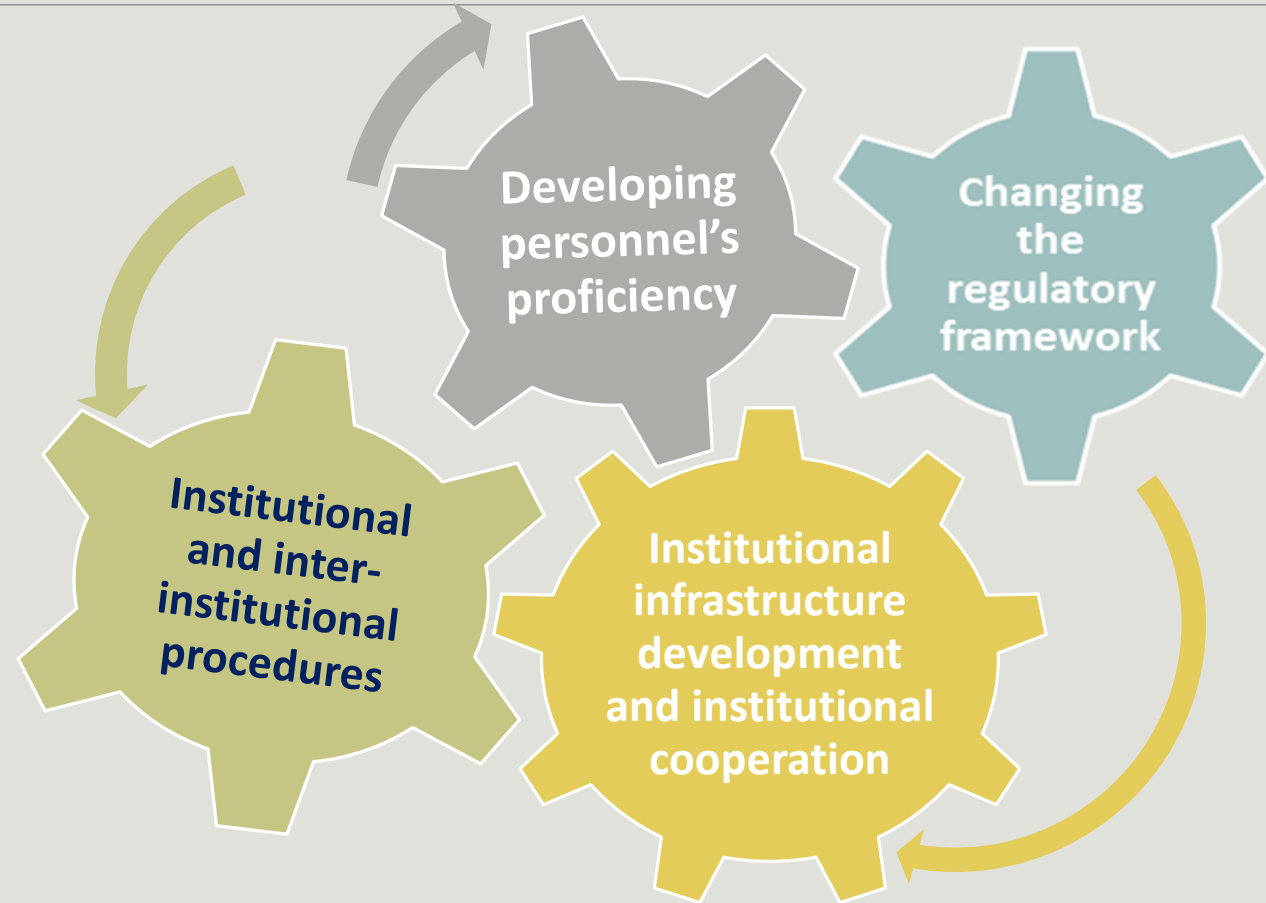 Developing
personnel’s
proficiency
Changing
the
regulatory
framework
Institutional
and inter-
institutional
procedures
Institutional
infrastructure
development
and institutional
cooperation